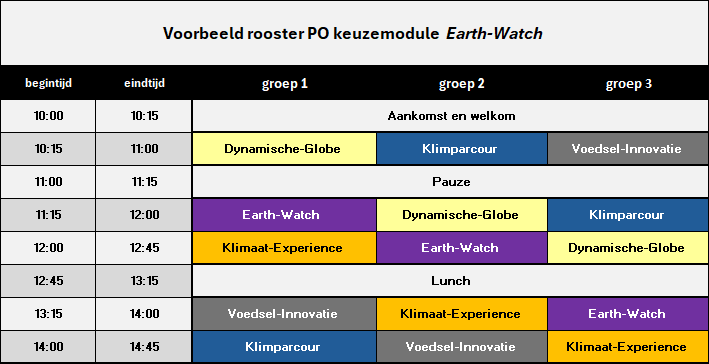 Voorbeeld rooster PO keuzemodule Earth-Watch
begintijd eindtijd groep 1 groep 2 groep 3
10:00 10:15 Aankomst en welkom
10:15 11:00 Dynamische-Globe Klimparcour Voedsel-Innovatie
11:00 11:15 Pauze
11:15 12:00 Earth-Watch Dynamische-Globe Klimparcour
12:00 12:45 Klimaat-Experience Earth-Watch Dynamische-Globe
12:45 13:15 Lunch
13:15 14:00 Voedsel-Innovatie Klimaat-Experience Earth-Watch
14:00 14:45 Klimparcour Voedsel-Innovatie Klimaat-Experience